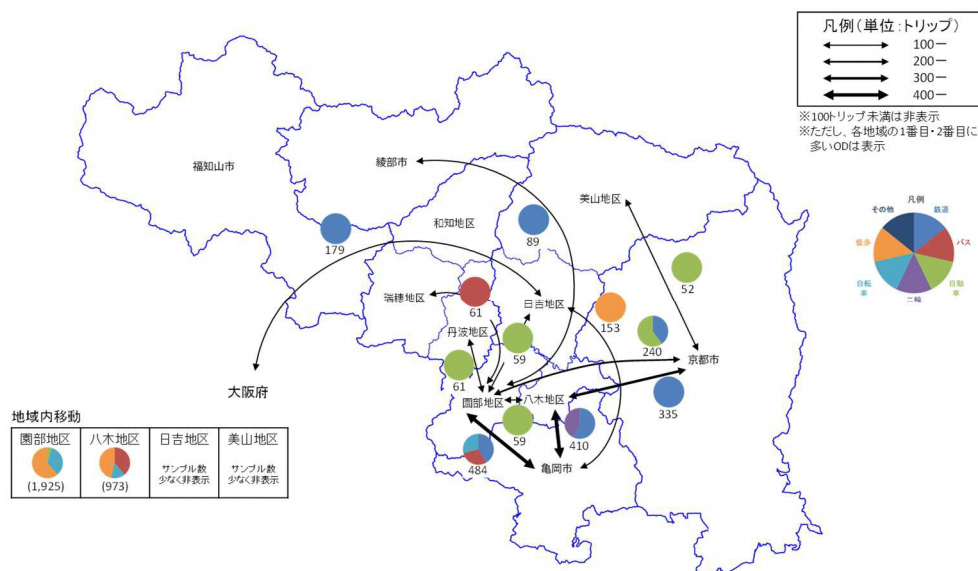 凡例(単位:トリップ)
100ー
200ー
300ー
400ー
※100トリップ未満は非表示
※ただし、各地域の1番目・2番目に
多いODは表示
福知山市
綾部市
美山地区
和知地区
179
89
52
凡例
その他
鉄道
徒歩
バス
自転
車
自動
車
二輪
瑞穂地区
61
日吉地区
153
丹波地区
59
240
京都市
61
大阪府
園部地区
八木地区
335
59
410
484
亀岡市
地域内移動
園部地区
八木地区
日吉地区
美山地区
サンプル数
少なく非表示
サンプル数
少なく非表示
(1,925)
(973)